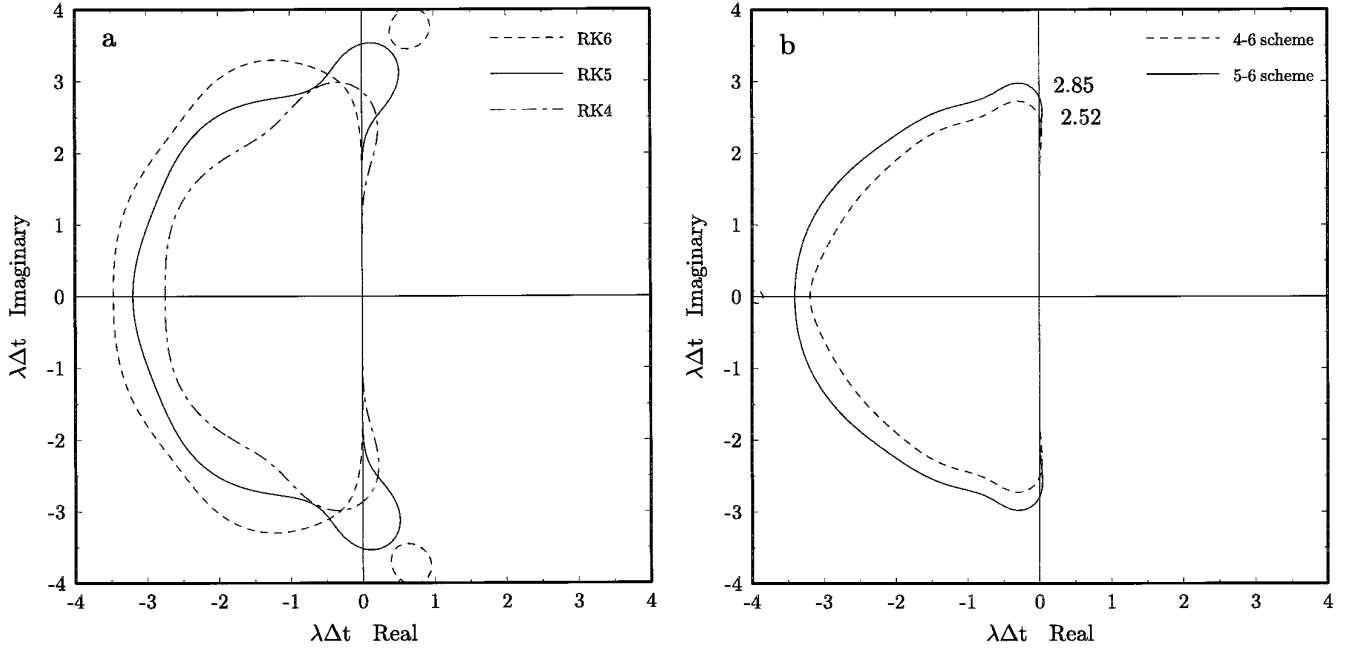 a
RK6
RK5
RK4
4
3
2
1
0
-1
-2
-3
-4
-4 -3 -2 -1 0 1 2 3 4
λΔt Real
λΔt Imaginary
b
4-6 scheme
5-6 scheme
2.85
2.52
4
3
2
1
0
-1
-2
-3
-4
-4 -3 -2 -1 0 1 2 3 4
λΔt Real
λΔt Imaginary